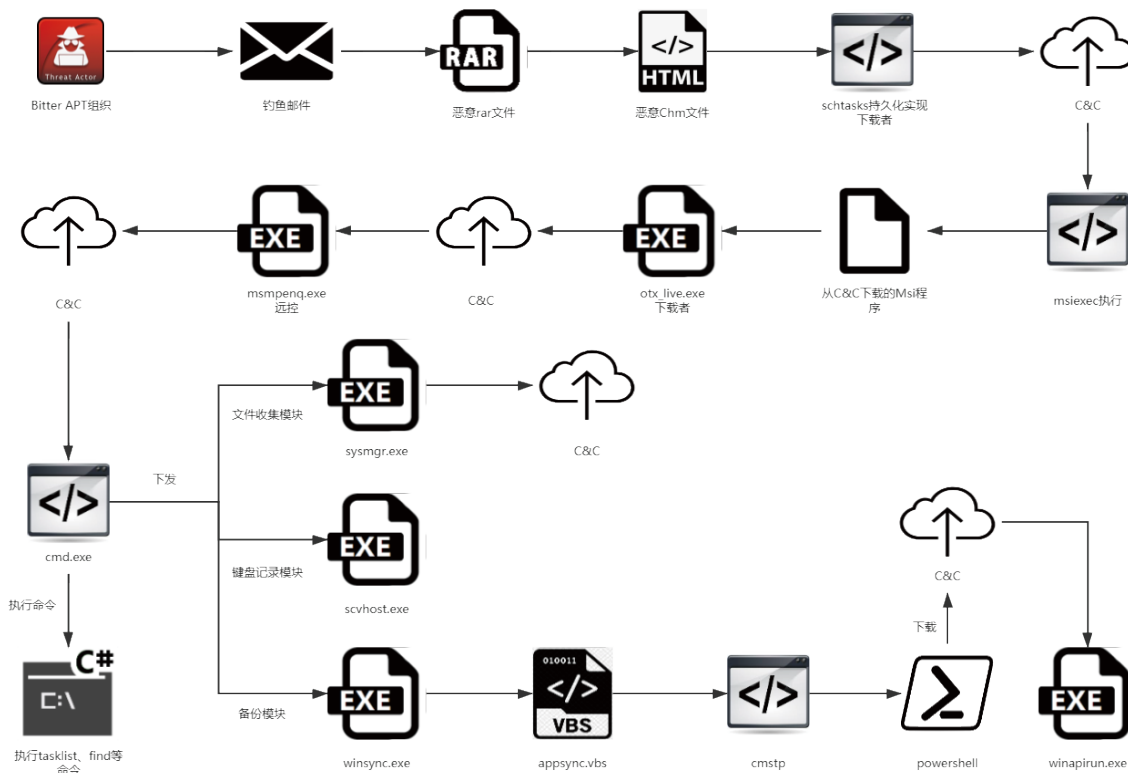 Threat Actor
RAR
</>
HTML
</>
Bitter APT组织
钓鱼邮件
恶意rar文件
恶意Chm文件
schtasks持久化实现
下载者
C&C
EXE
EXE
</>
C&C
msmpenq.exe
远控
C&C
otx_live.exe
下载者
从C&C下载的Msi程
序
msiexec执行
EXE
文件收集模块
sysmgr.exe
C&C
</>
下发
cmd.exe
EXE
键盘记录模块
scvhost.exe
C&C
执行命令
下载
C#
C:\
EXE
010011
</>
VBS
</>
EXE
备份模块
执行tasklist、find等
命令
winsync.exe
appsync.vbs
cmstp
powershell
winapirun.exe